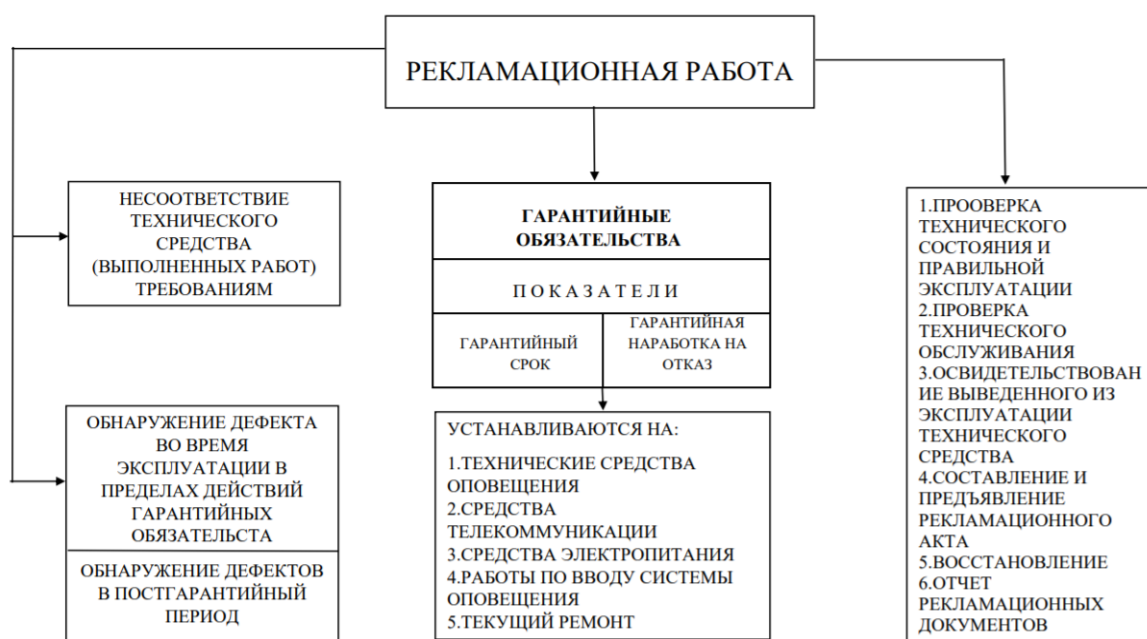 РЕКЛАМАЦИОННАЯ РАБОТА
НЕСООТВЕТСТВИЕ
ТЕХНИЧЕСКОГО
СРЕДСТВА
(ВЫПОЛНЕННЫХ РАБОТ)
ТРЕБОВАНИЯМ
ОБНАРУЖЕНИЕ ДЕФЕКТА
ВО ВРЕМЯ
ЭКСПЛУАТАЦИИ В
ПРЕДЕЛАХ ДЕЙСТВИЙ
ГАРАНТИЙНЫХ
ОБЯЗАТЕЛЬСТА
ОБНАРУЖЕНИЕ ДЕФЕКТОВ
В ПОСТГАРАНТИЙНЫЙ
ПЕРИОД
ГАРАНТИЙНЫЕ
ОБЯЗАТЕЛЬСТВА
П О К А З А Т Е Л И
ГАРАНТИЙНЫЙ
СРОК
ГАРАНТИЙНАЯ
НАРАБОТКА НА
ОТКАЗ
УСТАНАВЛИВАЮТСЯ НА:
1.ТЕХНИЧЕСКИЕ СРЕДСТВА
ОПОВЕЩЕНИЯ
2.СРЕДСТВА
ТЕЛЕКОММУНИКАЦИИ
3.СРЕДСТВА ЭЛЕКТРОПИТАНИЯ
4.РАБОТЫ ПО ВВОДУ СИСТЕМЫ
ОПОВЕЩЕНИЯ
5.ТЕКУЩИЙ РЕМОНТ
1.ПРООВЕРКА
ТЕХНИЧЕСКОГО
СОСТОЯНИЯ И
ПРАВИЛЬНОЙ
ЭКСПЛУАТАЦИИ
2.ПРОВЕРКА
ТЕХНИЧЕСКОГО
ОБСЛУЖИВАНИЯ
3.ОСВИДЕТЕЛЬСТВОВАН
ИЕ ВЫВЕДЕННОГО ИЗ
ЭКСПЛУАТАЦИИ
ТЕХНИЧЕСКОГО
СРЕДСТВА
4.СОСТАВЛЕНИЕ И
ПРЕДЪЯВЛЕНИЕ
РЕКЛАМАЦИОННОГО
АКТА
5.ВОССТАНОВЛЕНИЕ
6.ОТЧЕТ
РЕКЛАМАЦИОННЫХ
ДОКУМЕНТОВ